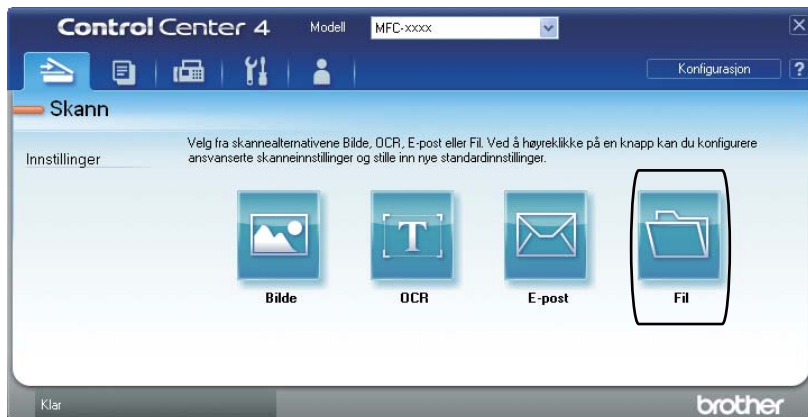 Control Center 4 Modell MFC-xxxx
Konfigurasjon ?
Skann
Velg fra skannealternativene Bilde, OCR, E-post eller Fil. Ved å høyreklikke på en knapp kan du konfigurere
Innstillinger
ansvanserte skanneinnstillinger og stille inn nye standardinnstillinger.
T
Bilde OCR E-post Fil
Klar brother